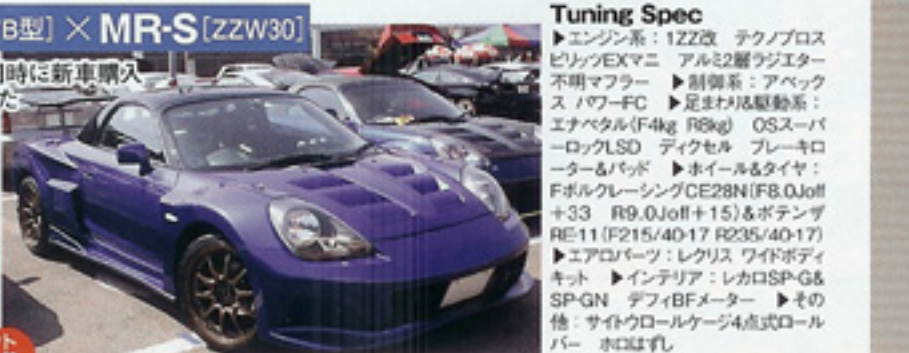 B型] × MR-S [ZZW30]
時に新車購入
た
Tuning Spec
▶エンジン系：1ZZ改 テクノプロス
ピリッツEXマニ アルミ2層ラジエター
不明マフラー ▶制御系：アペック
ス パワーFC ▶足まわり&駆動系：
エナペタル(F4kg R8kg) OSスーパ
ーロックLSD ディクセル ブレーキロ
ーター&パッド ▶ホイール&タイヤ：
FボルクレーシングCE28N(F8.0Joff
+33 R9.0Joff+15)&ポテンザ
RE-11(F215/40-17 R235/40-17)
▶エアロパーツ：レクリス ワイドボディ
キット ▶インテリア：レカロSP-G&
SP-GN デフィBFメーター ▶その
他：サイトウロールケージ4点式ロール
バー ホロはずし
ト